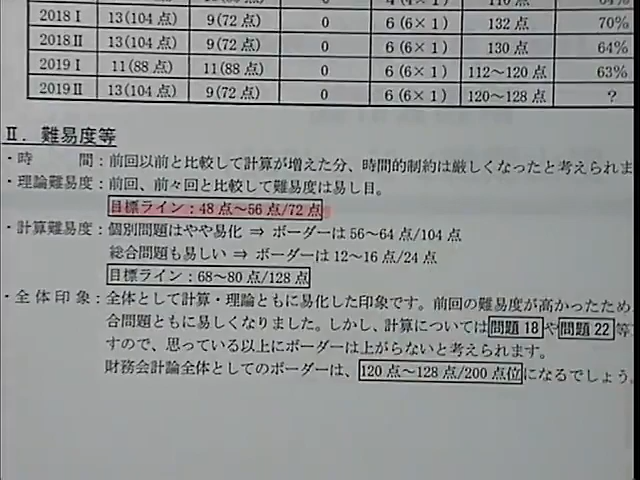 2018Ⅰ 13(104点) 9(72点) 0 6(6×1) 132点 70%
2018Ⅱ 13(104点) 9(72点) 0 6(6×1) 130点 64%
2019Ⅰ 11(88点) 11(88点) 0 6(6×1) 112～120点 63%
2019Ⅱ 13(104点) 9(72点) 0 6(6×1) 120～128点 ?
Ⅱ．難易度等
・時 間：前回以前と比較して計算が増えた分、時間的制約は厳しくなったと考えられま
・理論難易度：前回、前々回と比較して難易度は易し目。
目標ライン：48点～56点/72点
・計算難易度：個別問題はやや易化 ⇒ ボーダーは56～64点/104点
総合問題も易しい ⇒ ボーダーは12～16点/24点
目標ライン：68～80点/128点
・全体印象：全体として計算・理論ともに易化した印象です。前回の難易度が高かったため、
合問題ともに易しくなりました。しかし、計算については問題18や問題22等
すので、思っている以上にボーダーは上がらないと考えられます。
財務会計論全体としてのボーダーは、120点～128点/200点位になるでしょう。